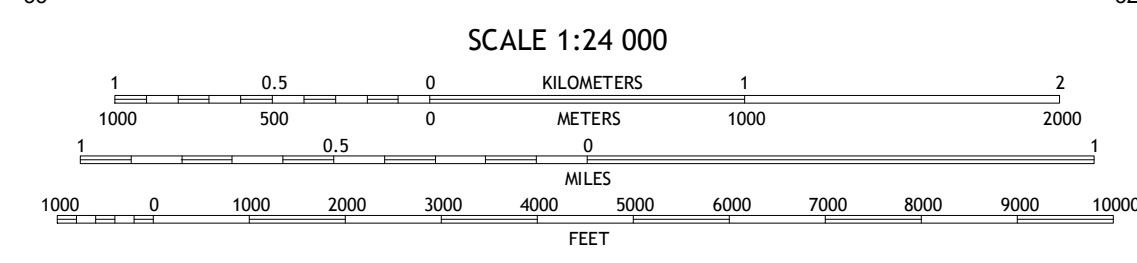 SCALE 1:24 000
1 0.5 0 KILOMETERS 1 2
1000 500 0 METERS 1000 2000
1 0.5 0 1
MILES
1000 0 1000 2000 3000 4000 5000 6000 7000 8000 9000 10000
FEET